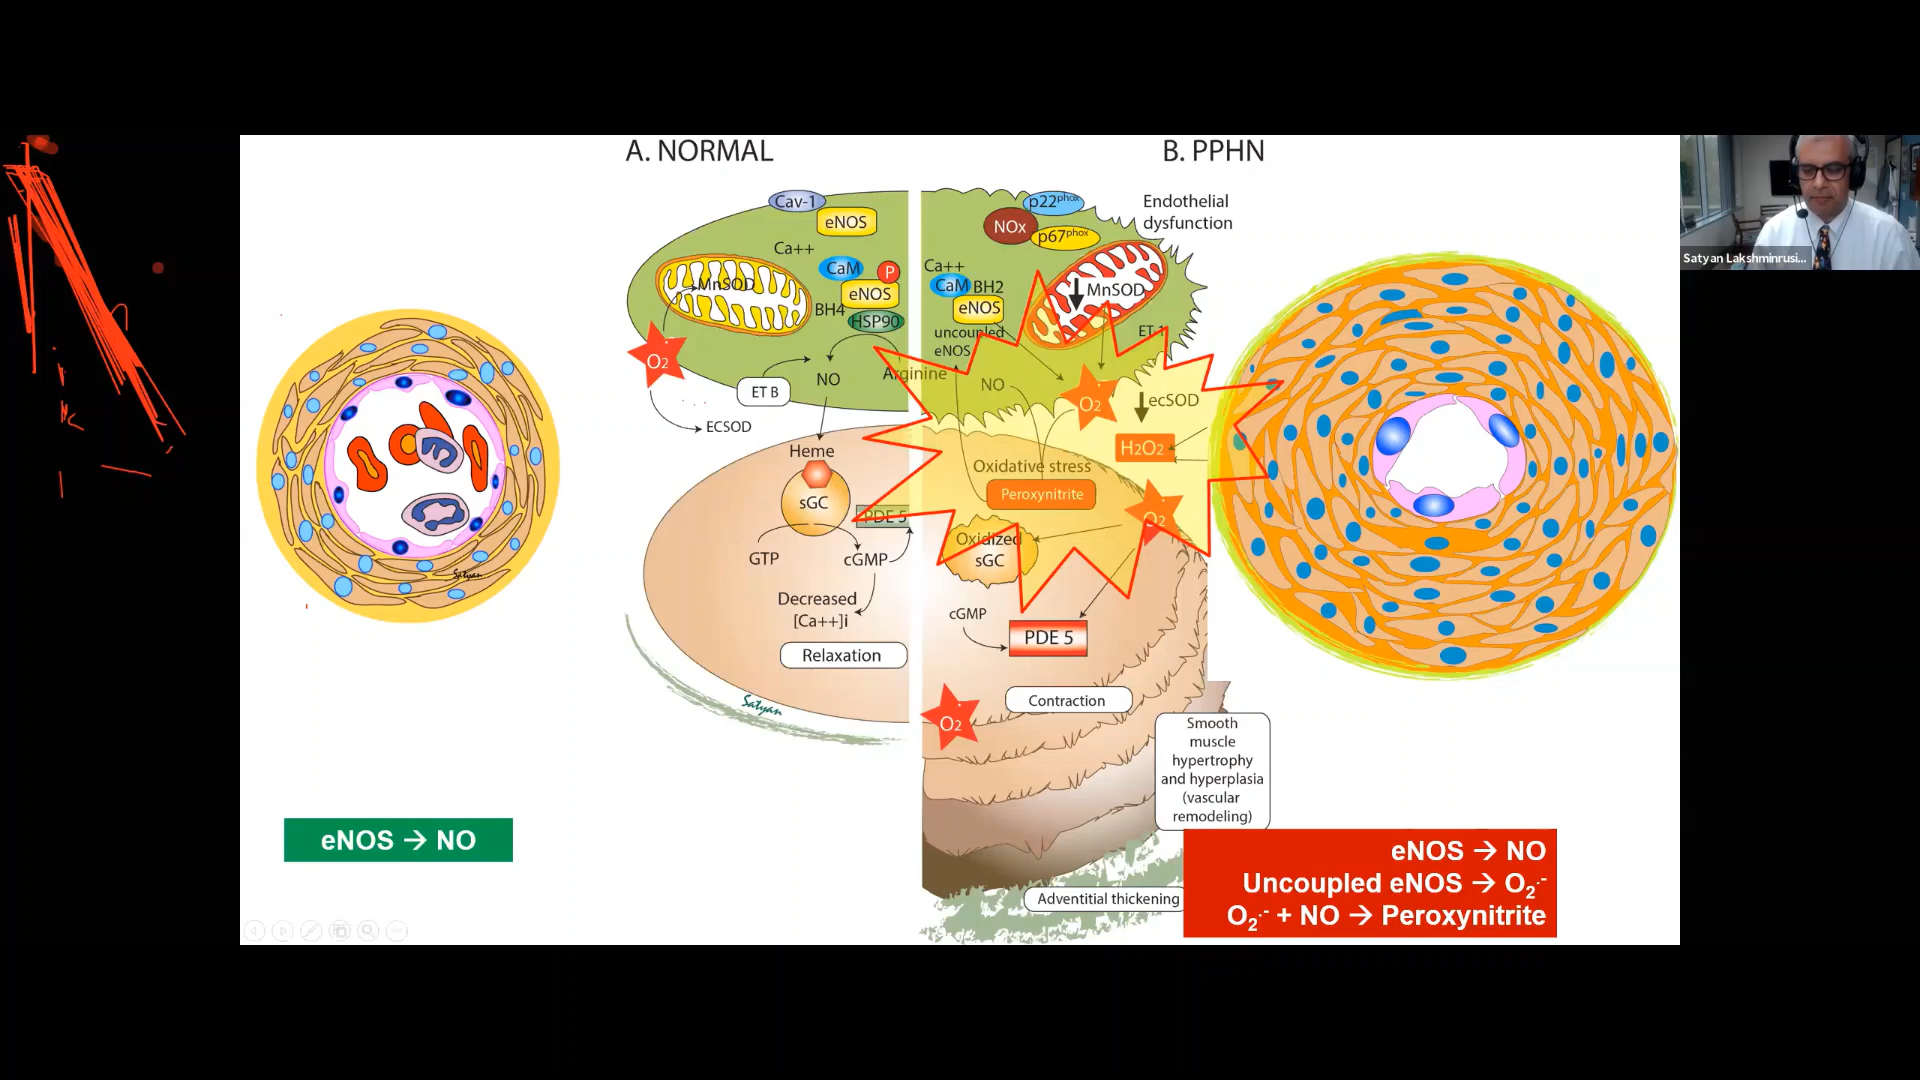 A. NORMAL
B. PPHN
Satyan Lakshminrusi...
Cav-1
eNOS
Ca++
CaM
P
eNOS
BH4
HSP90
MnSOD
O2
ET B
NO
Arginine
ECSOD
Heme
sGC
PDE 5
GTP
cGMP
Decreased
[Ca++]i
Relaxation
Satyan
Satyan
p22phox
NOx
p67phox
Endothelial
dysfunction
Ca++
CaM
BH2
eNOS
uncoupled
eNOS
MnSOD
ET 1
NO
O2
ecSOD
H2O2
Oxidative stress
Peroxynitrite
O2
Oxidized
sGC
cGMP
PDE 5
Contraction
O2
Smooth
muscle
hypertrophy
and hyperplasia
(vascular
remodeling)
Adventitial thickening
eNOS → NO
eNOS → NO
Uncoupled eNOS → O2·-
O2·- + NO → Peroxynitrite